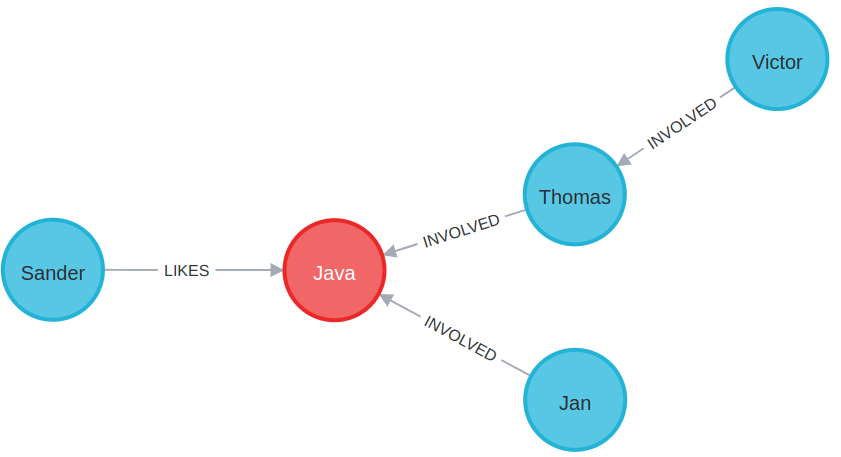 Victor
INVOLVED
Thomas
INVOLVED
Sander
LIKES
Java
INVOLVED
Jan